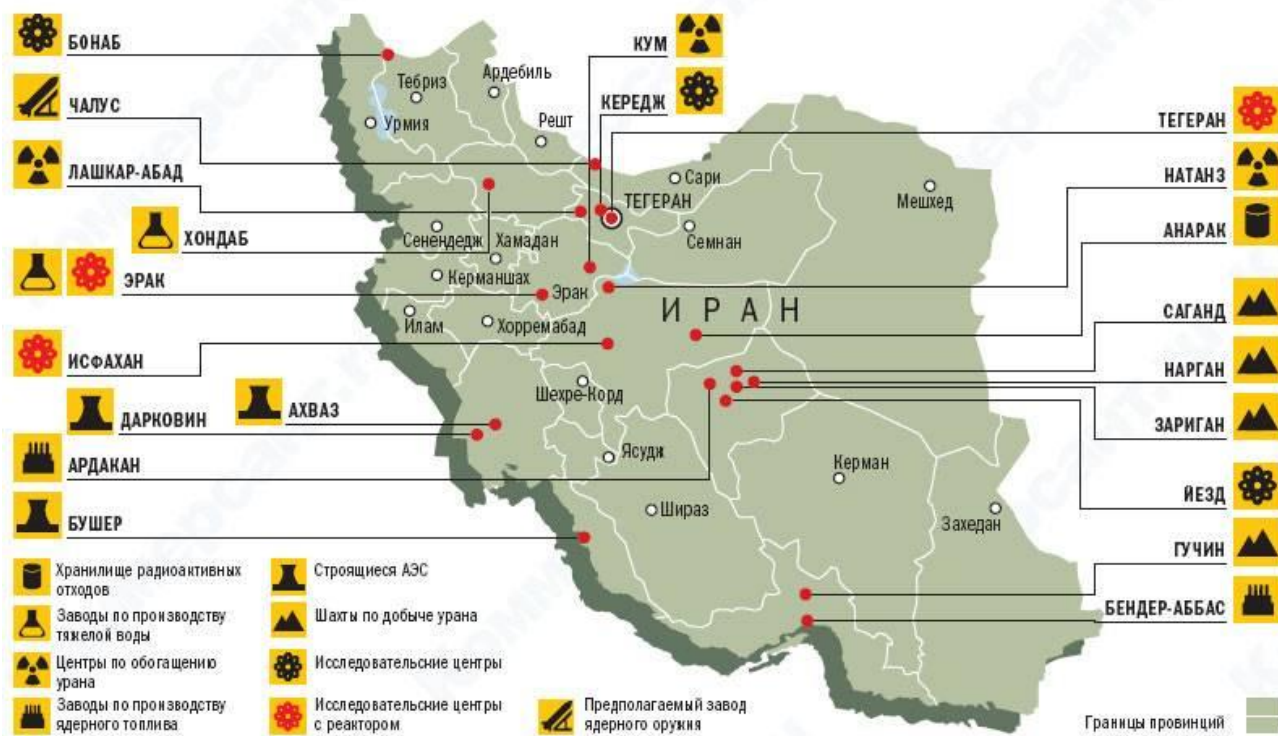 БОНАБ
ЧАЛУС
ЛАШКАР-АБАД
ХОНДАБ
ЭРАК
ИСФАХАН
ДАРКОВИН
АХВАЗ
АРДАКАН
БУШЕР
КУМ
КЕРЕДЖ
ТЕГЕРАН
НАТАНЗ
АНАРАК
САГАНД
НАРГАН
ЗАРИГАН
ЙЕЗД
ГУЧИН
БЕНДЕР-АББАС
Тебриз
Ардебиль
Урмия
Решт
Сари
ТЕГЕРАН
Мешхед
Семнан
Сенендедж
Хамадан
Керманшах
Эрак
ИРАН
Илам
Хорремабад
Шехре-Корд
Ясудж
Керман
Шираз
Захедан
Хранилище радиоактивных
отходов
Заводы по производству
тяжелой воды
Центры по обогащению
урана
Заводы по производству
ядерного топлива
Строящиеся АЭС
Шахты по добыче урана
Исследовательские центры
Исследовательские центры
с реактором
Предполагаемый завод
ядерного оружия
Границы провинций